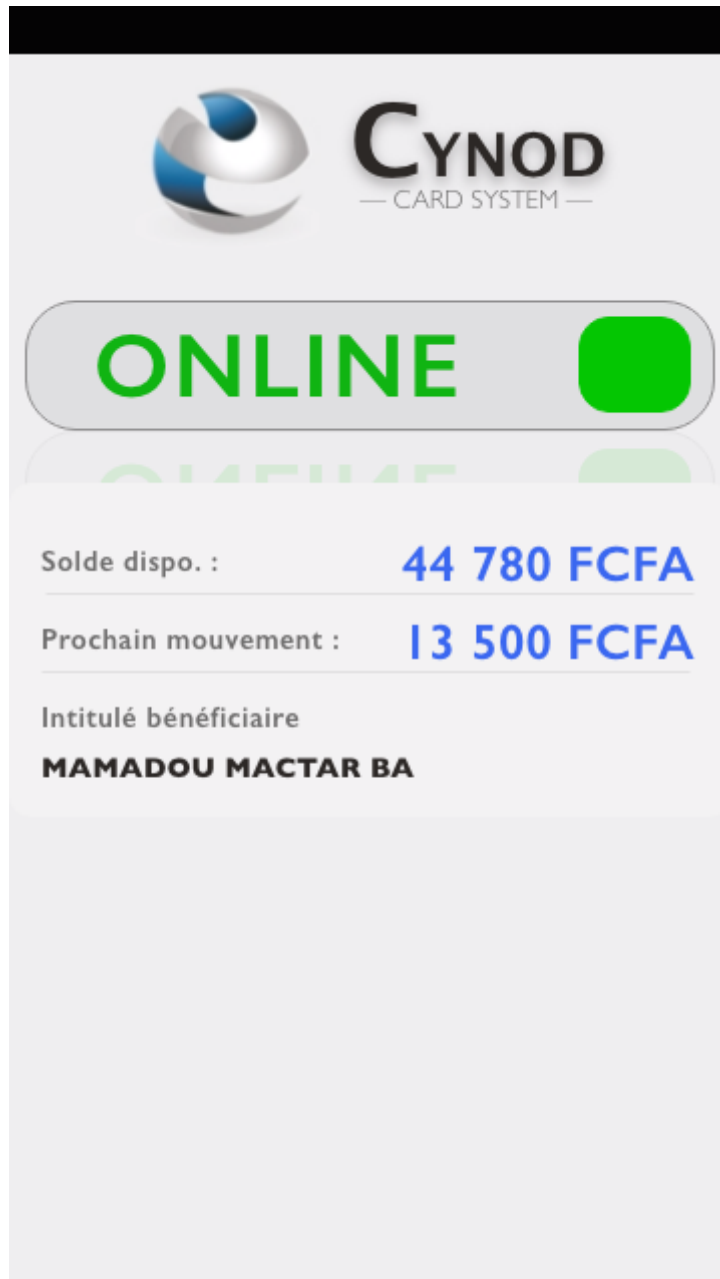 CYNOD
— CARD SYSTEM —
ONLINE
Solde dispo. : 44 780 FCFA
Prochain mouvement : 13 500 FCFA
Intitulé bénéficiaire
MAMADOU MACTAR BA